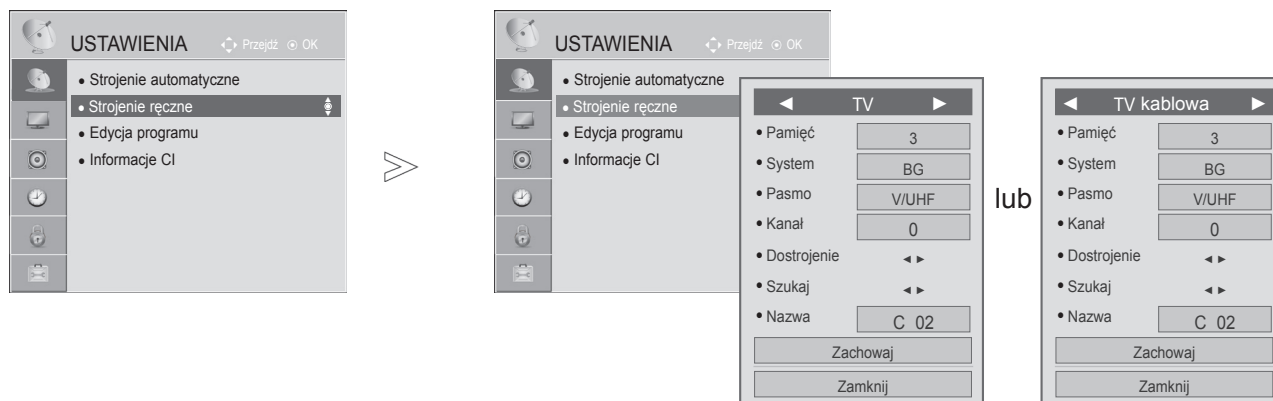 USTAWIENIA Przejdź OK
• Strojenie automatyczne
• Strojenie ręczne
• Edycja programu
• Informacje CI
USTAWIENIA Przejdź OK
• Strojenie automatyczne
• Strojenie ręczne
• Edycja programu
• Informacje CI
◄ TV ►
• Pamięć 3
• System BG
• Pasmo V/UHF
• Kanał 0
• Dostrojenie ◄ ►
• Szukaj ◄ ►
• Nazwa C 02
Zachowaj
Zamknij
lub
◄ TV kablowa ►
• Pamięć 3
• System BG
• Pasmo V/UHF
• Kanał 0
• Dostrojenie ◄ ►
• Szukaj ◄ ►
• Nazwa C 02
Zachowaj
Zamknij